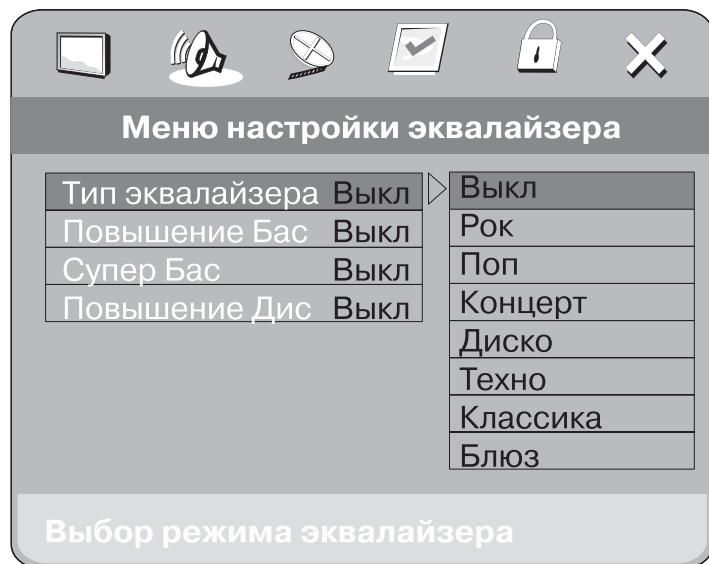 Меню настройки эквалайзера
Тип эквалайзера Выкл
Повышение Бас Выкл
Супер Бас Выкл
Повышение Дис Выкл
Выкл
Рок
Поп
Концерт
Диско
Техно
Классика
Блюз
Выбор режима эквалайзера